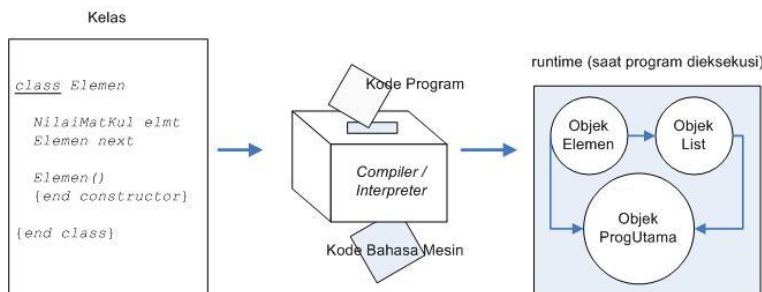 Kelas
class Elemen
NilaiMatKul elmt
Elemen next
Elemen()
{end constructor}
{end class}
Kode Program
Compiler /
Interpreter
Kode Bahasa Mesin
runtime (saat program dieksekusi)
Objek
Elemen
Objek
List
Objek
ProgUtama